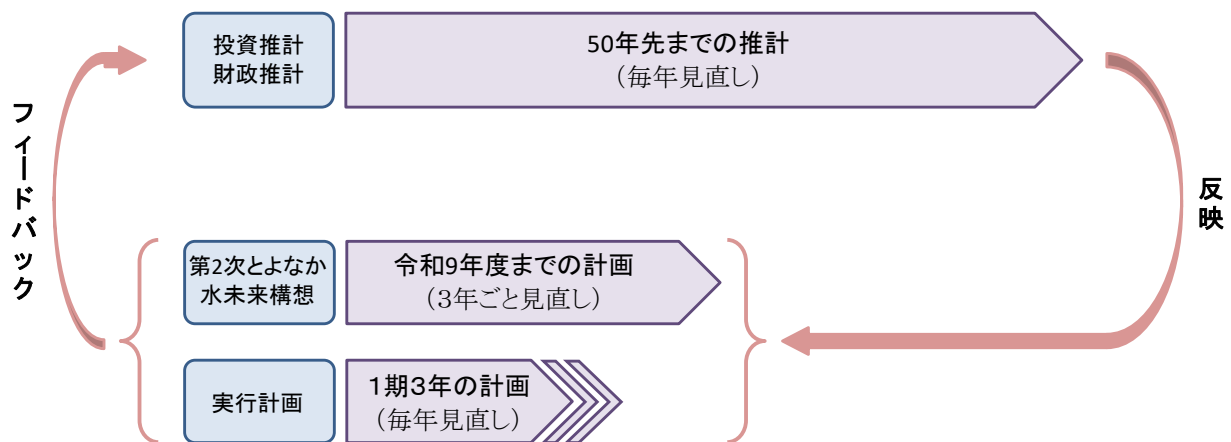 投資推計
財政推計
50年先までの推計
（毎年見直し）
フィードバック
反映
第2次とよなか
水未来構想
令和9年度までの計画
（３年ごと見直し）
実行計画
１期３年の計画
（毎年見直し）